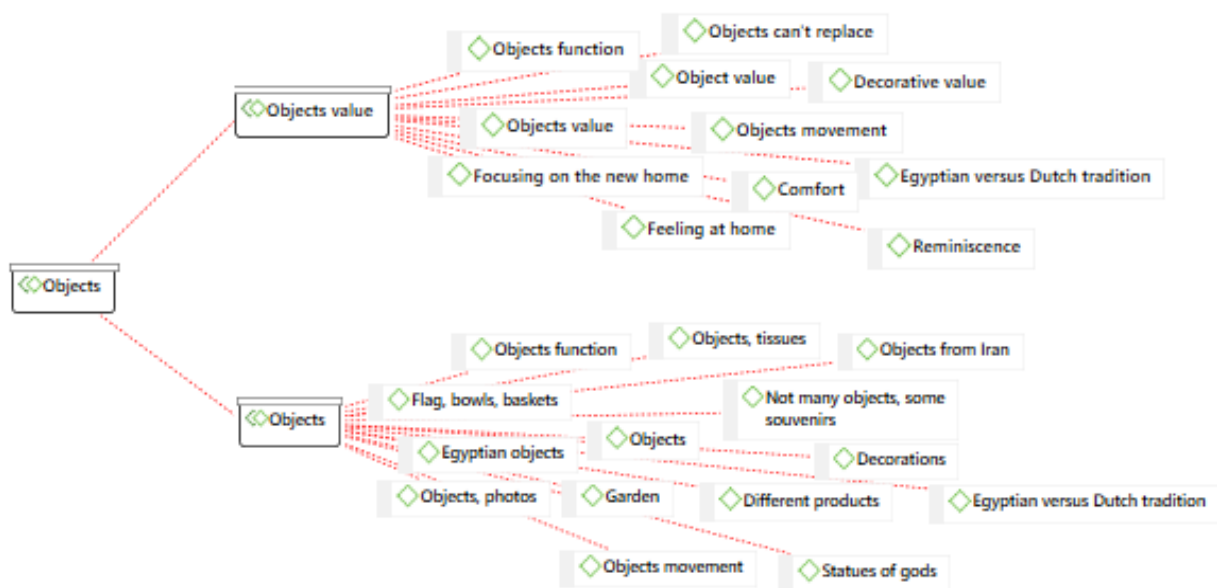 Objects can't replace
Objects function
Object value
Decorative value
Objects value
Objects value
Objects movement
Focusing on the new home
Egyptian versus Dutch tradition
Comfort
Feeling at home
Reminiscence
Objects
Objects function
Objects, tissues
Objects from Iran
Flag, bowls, baskets
Not many objects, some
souvenirs
Objects
Objects
Egyptian objects
Decorations
Objects, photos
Garden
Different products
Egyptian versus Dutch tradition
Objects movement
Statues of gods